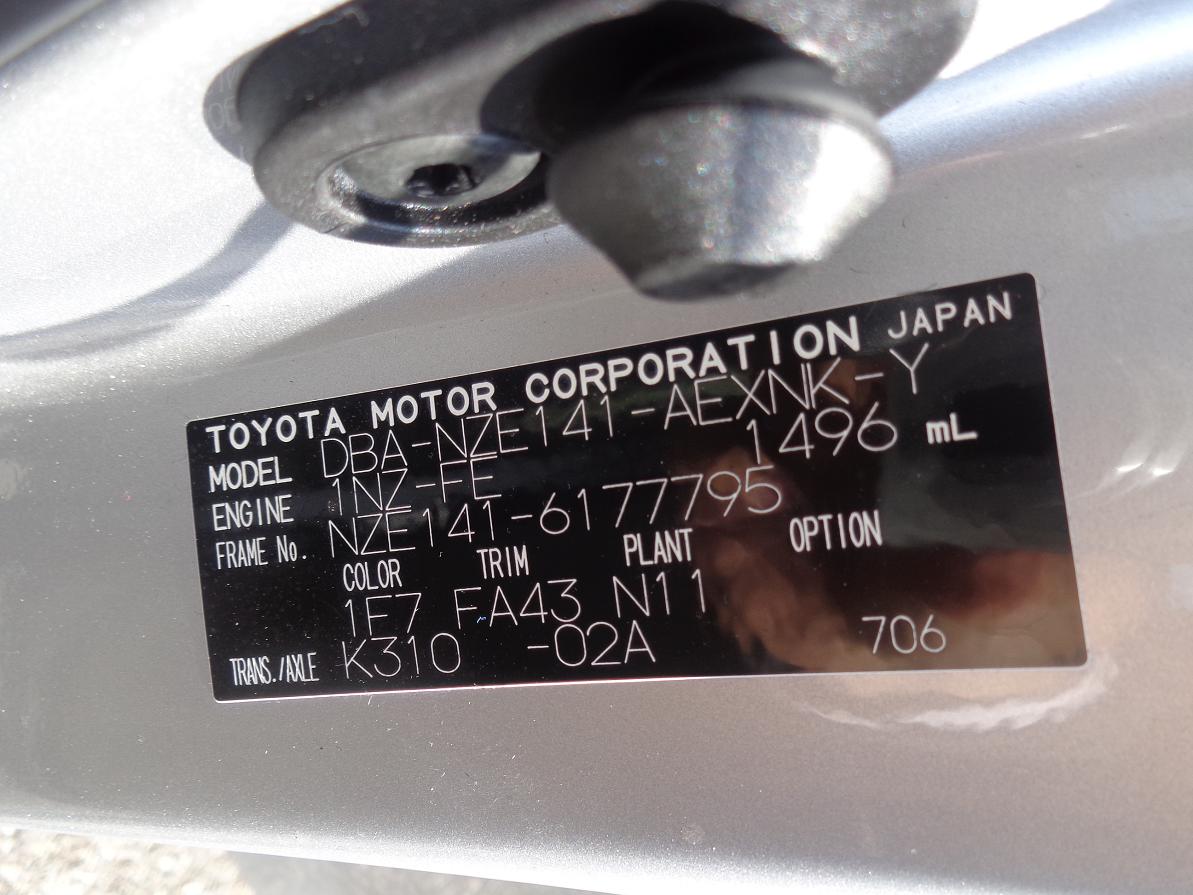 TOYOTA MOTOR CORPORATION JAPAN
MODEL DBA-NZE141-AEXNK-Y
ENGINE 1NZ-FE 1496 mL
FRAME No. NZE141-6177795
COLOR TRIM PLANT OPTION
1F7 FA43 N11
TRANS./AXLE K310 -02A 706